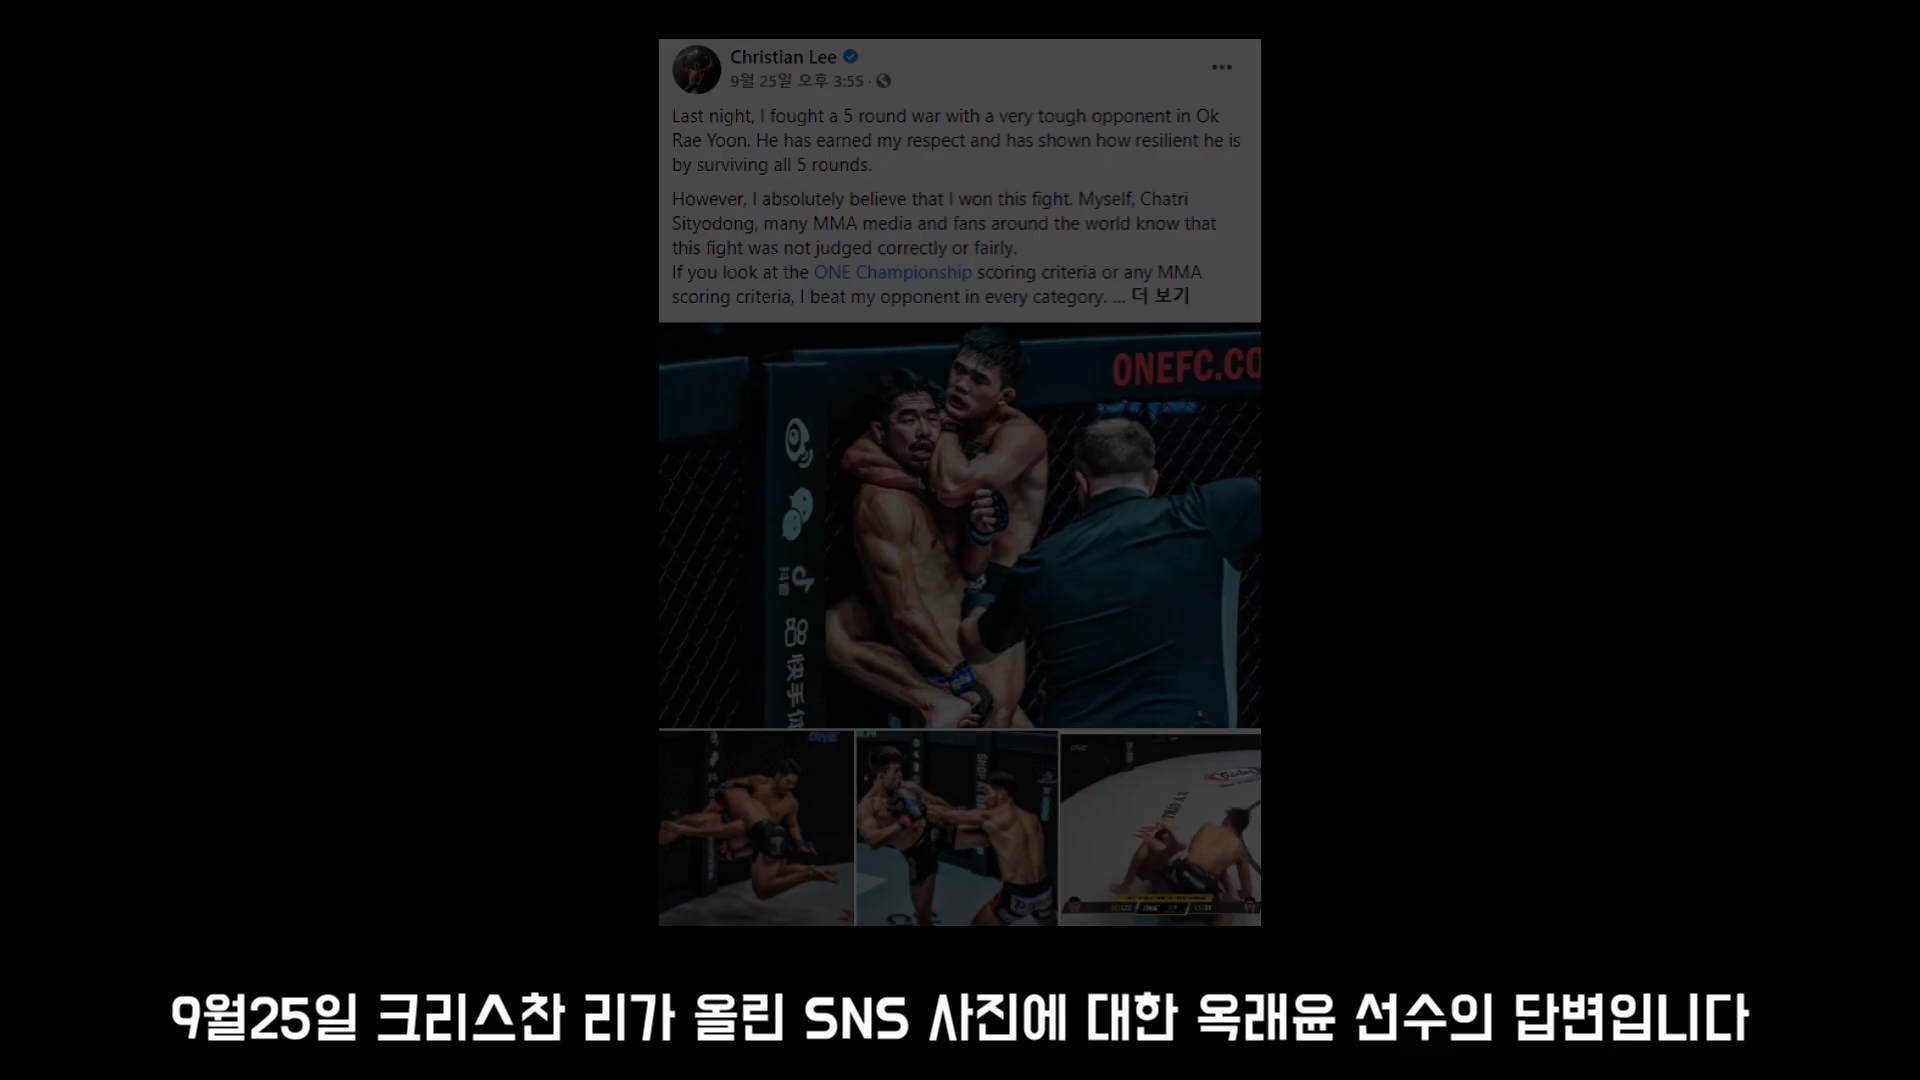 Christian Lee
9월 25일 오후 3:55 ·
Last night, I fought a 5 round war with a very tough opponent in Ok
Rae Yoon. He has earned my respect and has shown how resilient he is
by surviving all 5 rounds.
However, I absolutely believe that I won this fight. Myself, Chatri
Sityodong, many MMA media and fans around the world know that
this fight was not judged correctly or fairly.
If you look at the ONE Championship scoring criteria or any MMA
scoring criteria, I beat my opponent in every category. ... 더 보기
ONEFC.CO
9월25일 크리스찬 리가 올린 SNS 사진에 대한 옥래윤 선수의 답변입니다